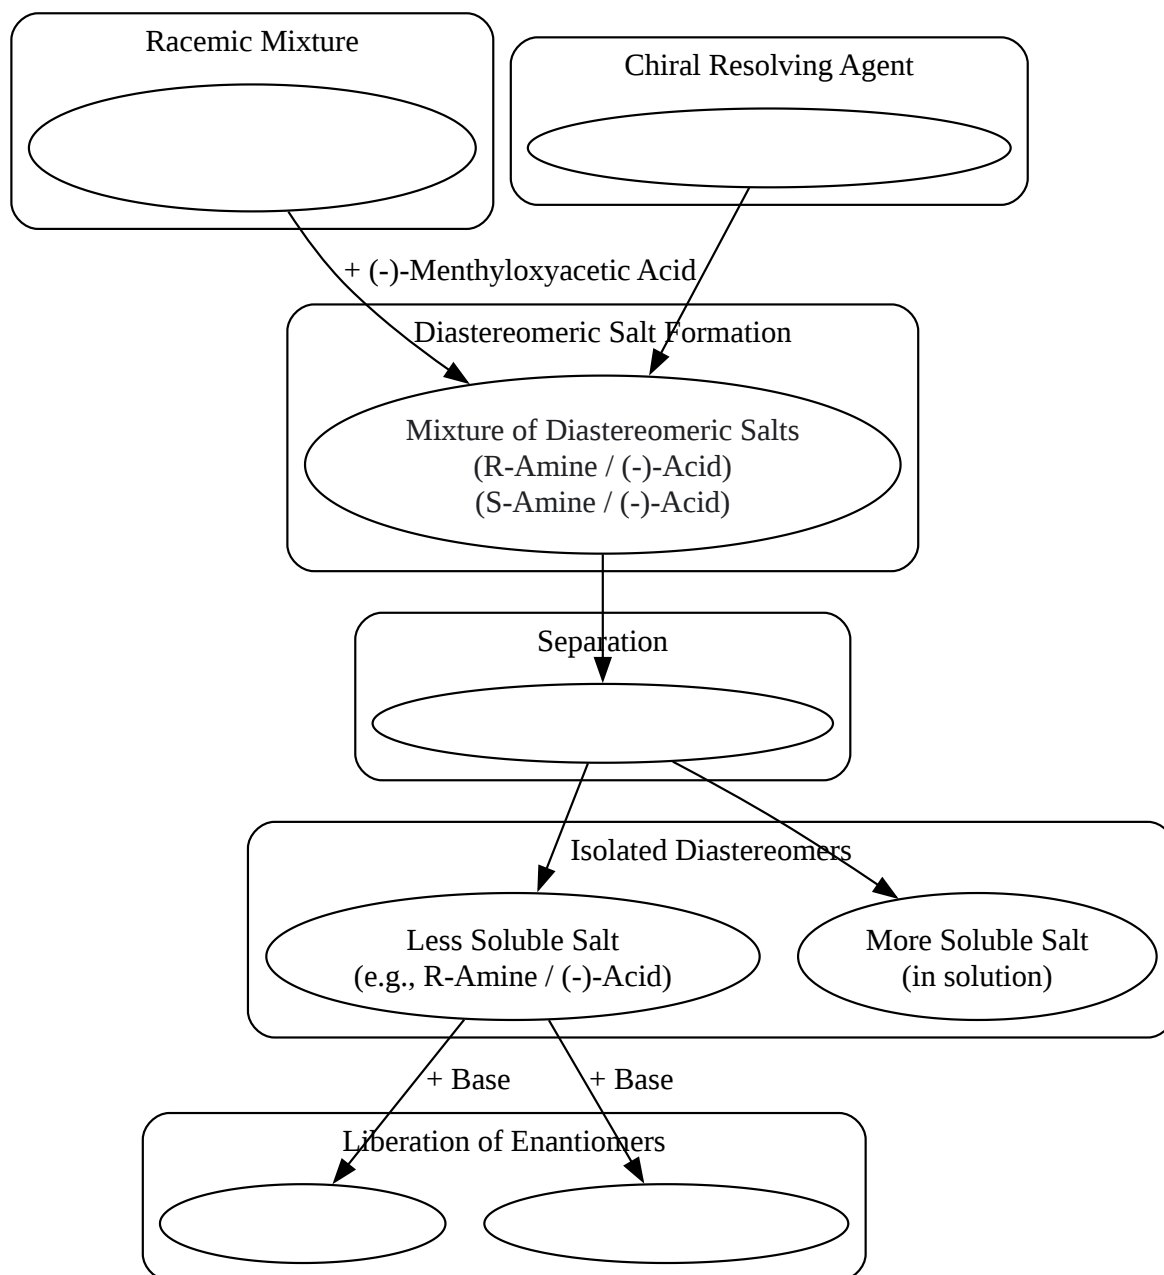 Racemic Mixture
Chiral Resolving Agent
+ (-)-Menthyloxyacetic Acid
Diastereomeric Salt Formation
Mixture of Diastereomeric Salts
(R-Amine / (-)-Acid)
(S-Amine / (-)-Acid)
Separation
Isolated Diastereomers
Less Soluble Salt
(e.g., R-Amine / (-)-Acid)
More Soluble Salt
(in solution)
+ Base
+ Base
Liberation of Enantiomers